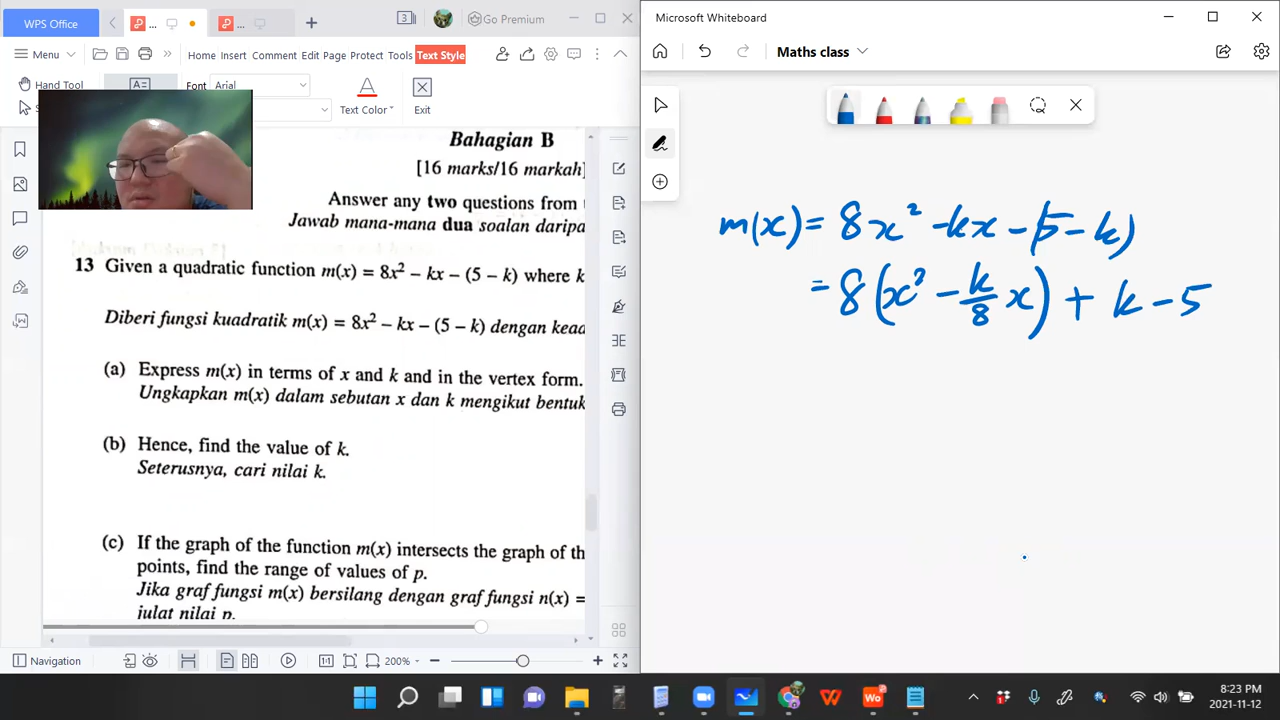 WPS Office
... 
...
3
Go Premium
Microsoft Whiteboard
Menu
Home Insert Comment Edit Page Protect Tools Text Style
Maths class
Hand Tool
Font Arial
Text Color
Exit
Bahagian B
[16 marks/16 markah]
Answer any two questions from
Jawab mana-mana dua soalan daripa
13 Given a quadratic function m(x) = 8x² − kx − (5 − k) where k
Diberi fungsi kuadratik m(x) = 8x² − kx − (5 − k) dengan kead
(a) Express m(x) in terms of x and k and in the vertex form.
Ungkapkan m(x) dalam sebutan x dan k mengikut bentuk
(b) Hence, find the value of k.
Seterusnya, cari nilai k.
(c) If the graph of the function m(x) intersects the graph of th
points, find the range of values of p.
Jika graf fungsi m(x) bersilang dengan graf fungsi n(x) =
julat nilai p.
m(x) = 8x² − kx − (5 − k)
= 8(x² − k/8 x) + k − 5
Navigation
1:1
200%
W
Wo
8:23 PM
2021-11-12